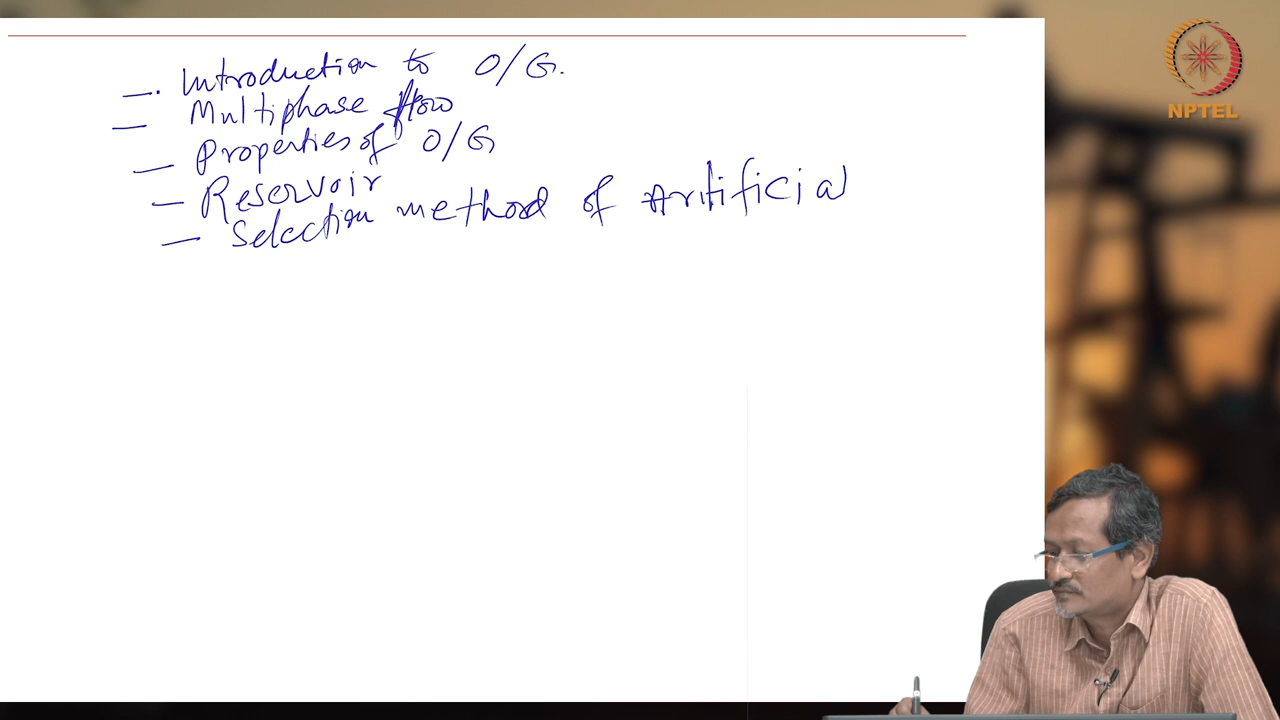 —. Introduction to O/G.
— Multiphase flow
— Properties of O/G
— Reservoir
— Selection method of Artificial
NPTEL